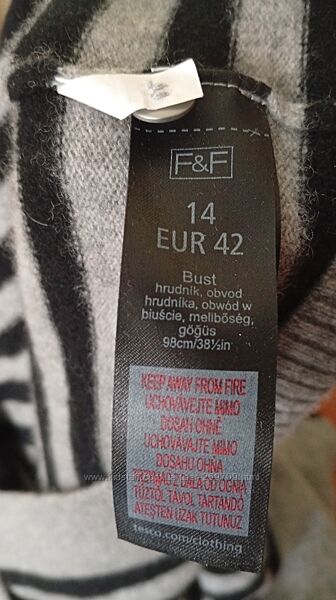 F&F
14
EUR 42
Bust
hrudník, obvod
hrudníka, obwód w
biuście, mellbőség,
göğüs
98cm/38½in
KEEP AWAY FROM FIRE
UCHOVÁVEJTE MIMO
DOSAH OHNĚ
UCHOVÁVAJTE MIMO
DOSAHU OHŇA
TRZYMAĆ Z DALA OD OGNIA
TŰZTŐL TÁVOL TARTANDÓ
ATEŞTEN UZAK TUTUNUZ
tesco.com/clothing